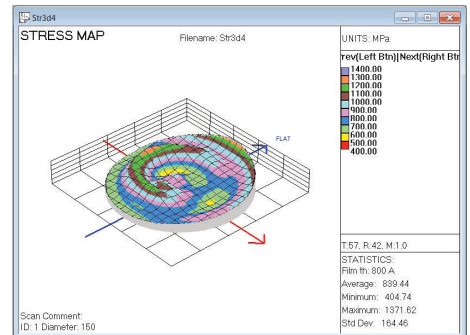 Str3d4
STRESS MAP
Filename: Str3d4
UNITS: MPa
rev(Left Btn)|Next(Right Btn
1400.00
1300.00
1200.00
1100.00
1000.00
900.00
800.00
700.00
600.00
500.00
400.00
FLAT
T:57, R:42, M:1.0
STATISTICS:
Film th: 800 A
Average: 839.44
Minimum: 404.74
Maximum: 1371.62
Std Dev: 164.46
Scan Comment:
ID: 1 Diameter: 150